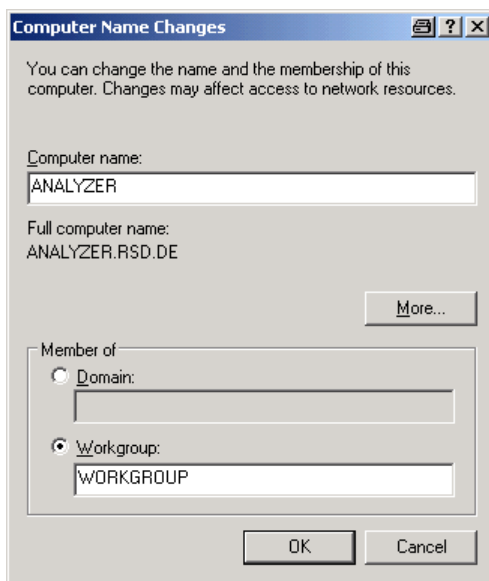 Computer Name Changes
You can change the name and the membership of this
computer. Changes may affect access to network resources.
Computer name:
ANALYZER
Full computer name:
ANALYZER.RSD.DE
More...
Member of
Domain:
Workgroup:
WORKGROUP
OK Cancel